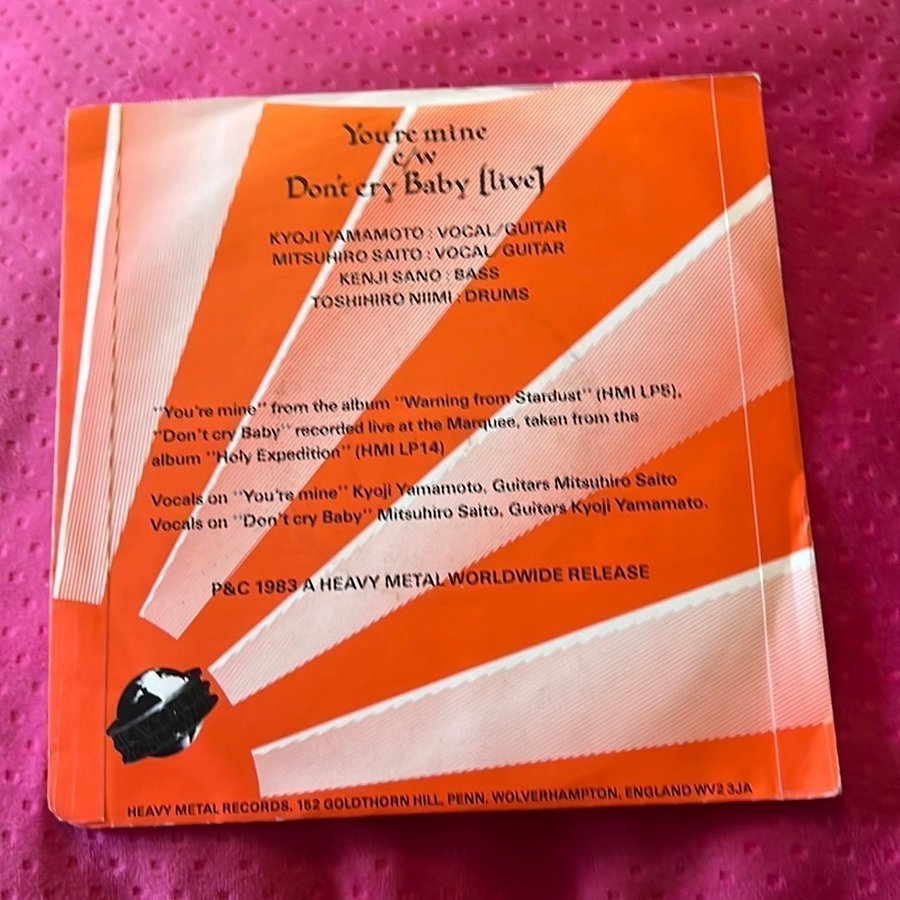 You're mine
c/w
Don't cry Baby [live]
KYOJI YAMAMOTO : VOCAL/GUITAR
MITSUHIRO SAITO : VOCAL/GUITAR
KENJI SANO : BASS
TOSHIHIRO NIIMI : DRUMS
"You're mine" from the album "Warning from Stardust" (HMI LP5),
"Don't cry Baby" recorded live at the Marquee, taken from the
album "Holy Expedition" (HMI LP14)
Vocals on "You're mine" Kyoji Yamamoto, Guitars Mitsuhiro Saito
Vocals on "Don't cry Baby" Mitsuhiro Saito, Guitars Kyoji Yamamoto.
P&C 1983 A HEAVY METAL WORLDWIDE RELEASE
HEAVY METAL RECORDS, 152 GOLDTHORN HILL, PENN, WOLVERHAMPTON, ENGLAND WV2 3JA